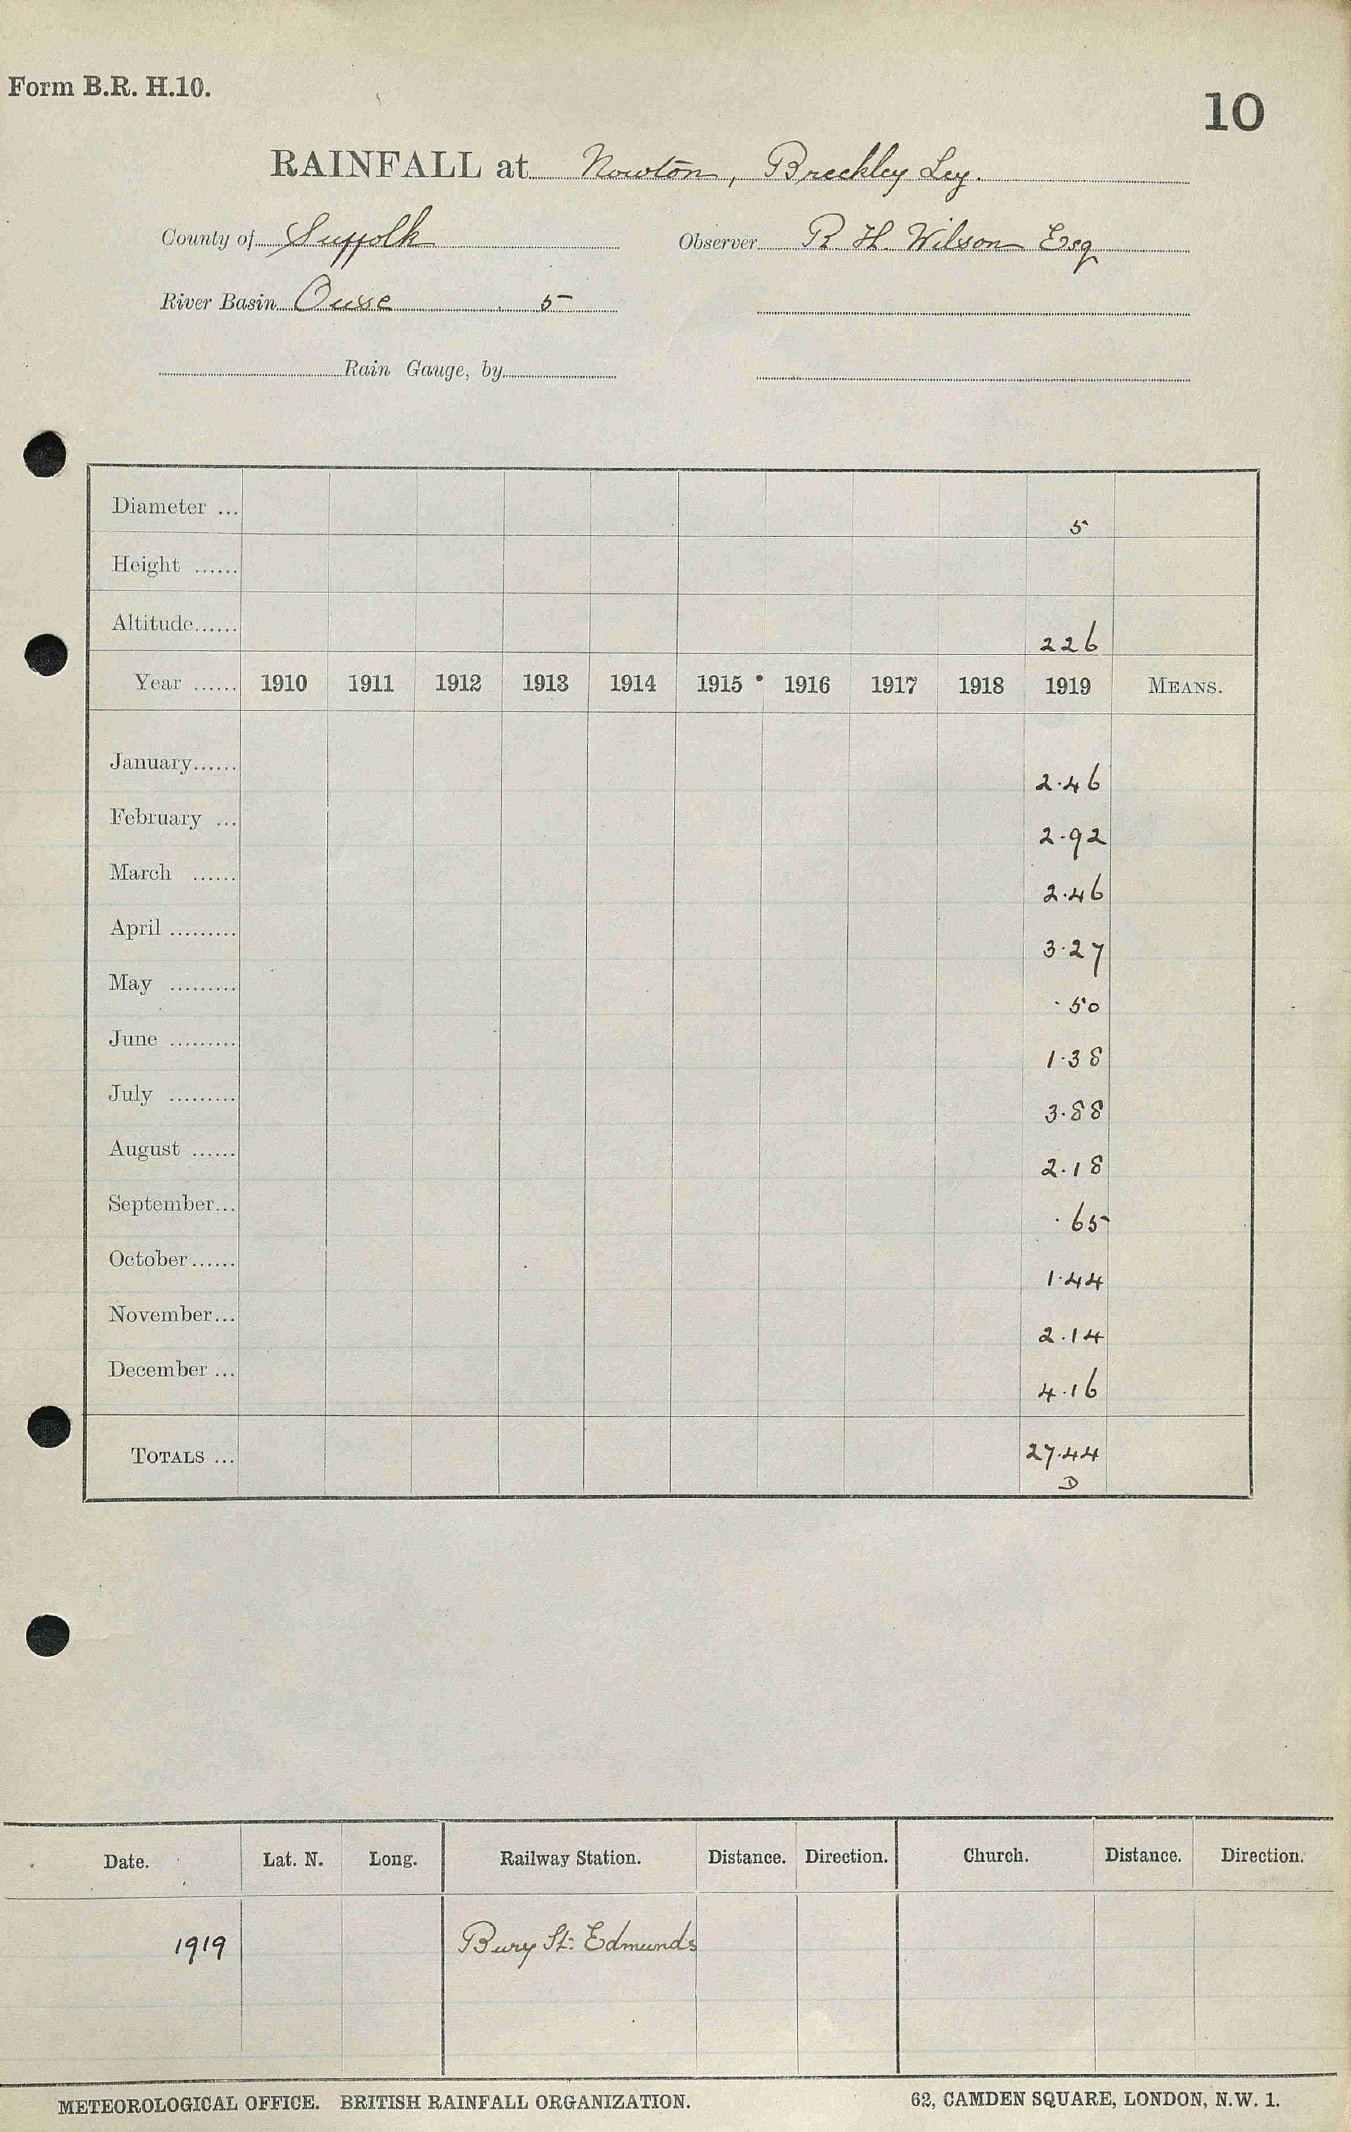 Form B.R. H.10.
10
RAINFALL at Nowton, Breckley Ley.
County of Suffolk Observer R. H. Wilson Esq
River Basin Ouse 5
Rain Gauge, by
Diameter ... 5
Height ......
Altitude...... 226
Year ...... 1910 1911 1912 1913 1914 1915 1916 1917 1918 1919 MEANS.
January...... 2.46
February ... 2.92
March ...... 2.46
April ......... 3.27
May ......... .50
June ......... 1.38
July ......... 3.88
August ...... 2.18
September... .65
October...... 1.44
November... 2.14
December ... 4.16
TOTALS ... 27.44
D
Date. Lat. N. Long. Railway Station. Distance. Direction. Church. Distance. Direction.
1919 Bury St. Edmunds
METEOROLOGICAL OFFICE. BRITISH RAINFALL ORGANIZATION. 62, CAMDEN SQUARE, LONDON, N.W. 1.